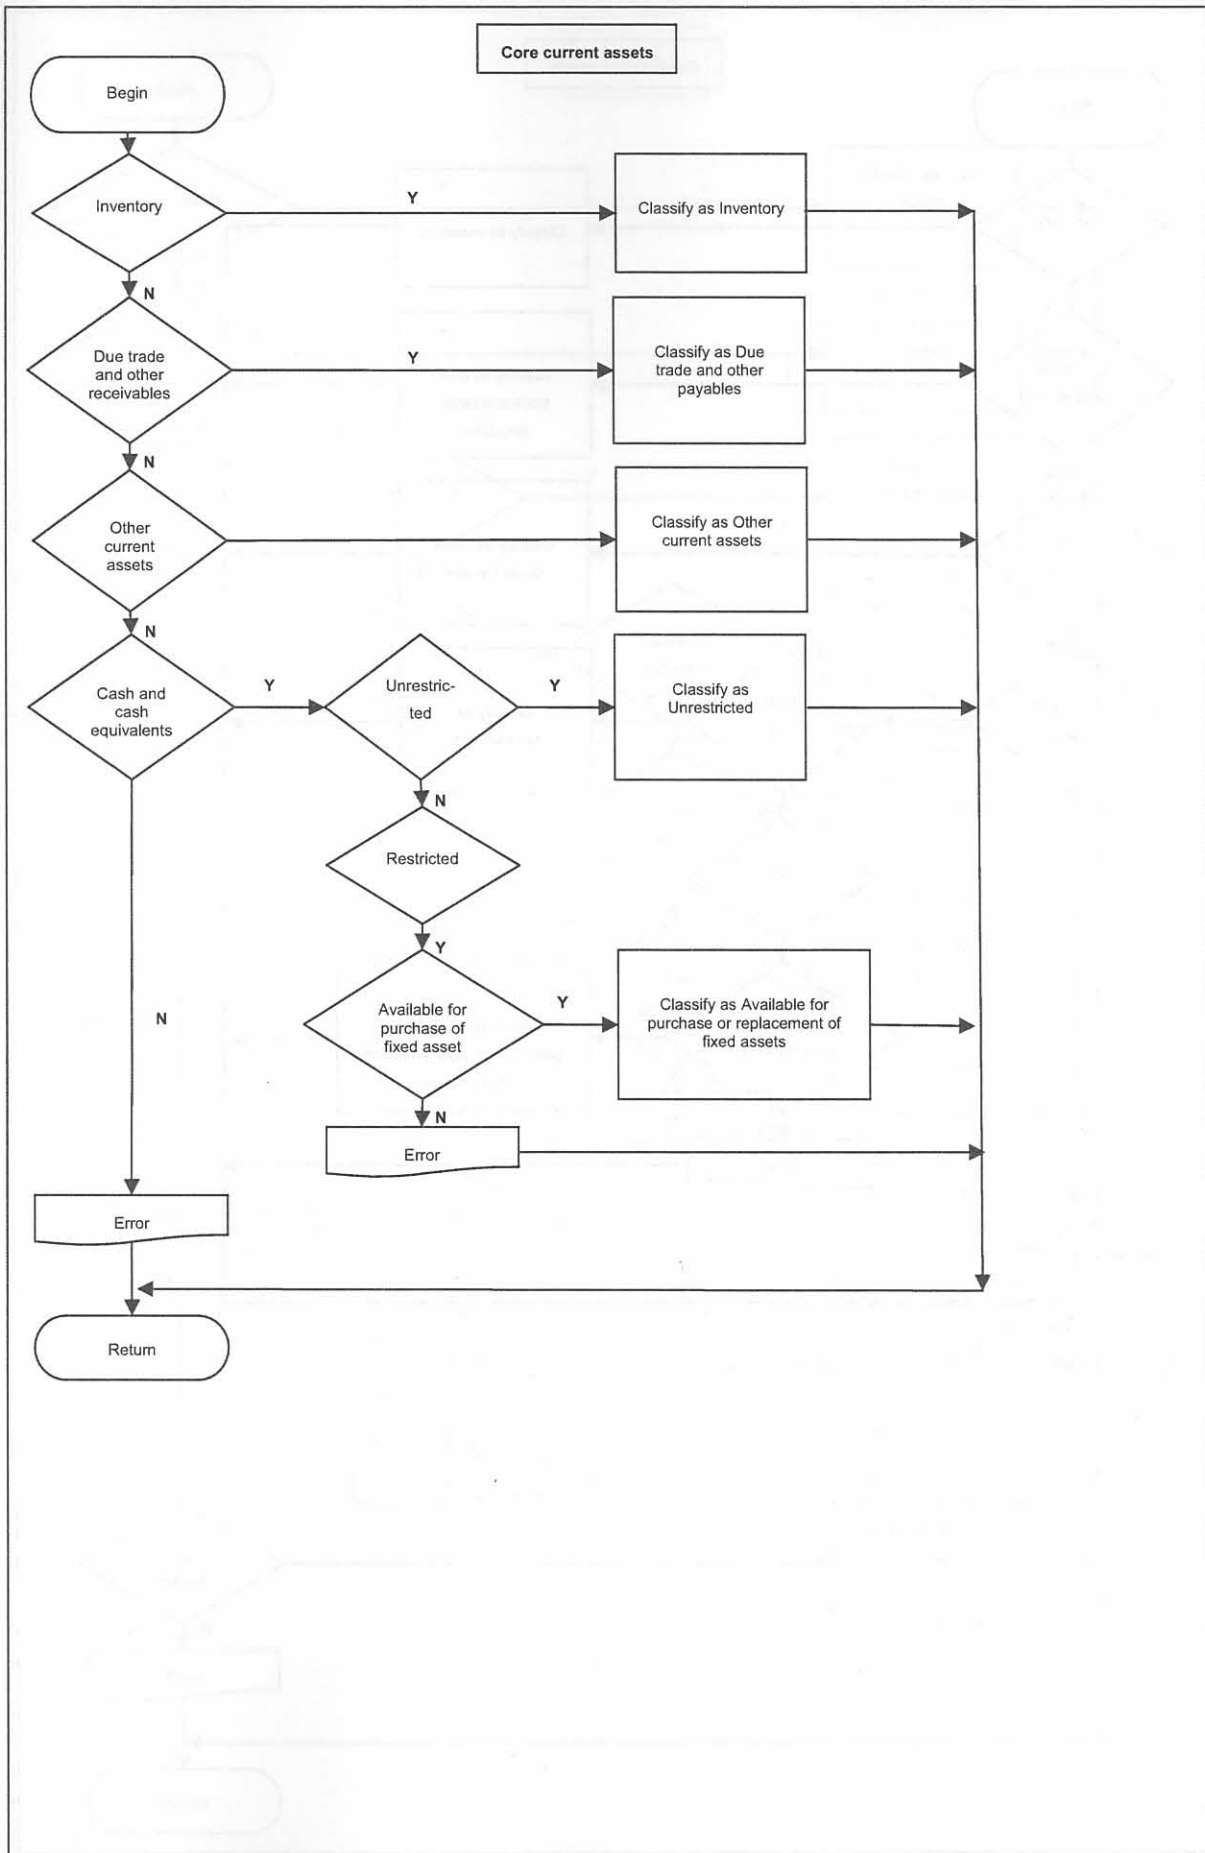 Core current assets
Begin
Inventory
Y
Classify as Inventory
N
Due trade
and other
receivables
Y
Classify as Due
trade and other
payables
N
Other
current
assets
Classify as Other
current assets
N
Cash and
cash
equivalents
Y
Unrestric-
ted
Y
Classify as
Unrestricted
N
Restricted
Y
Available for
purchase of
fixed asset
Y
Classify as Available for
purchase or replacement of
fixed assets
N
N
Error
Error
Return